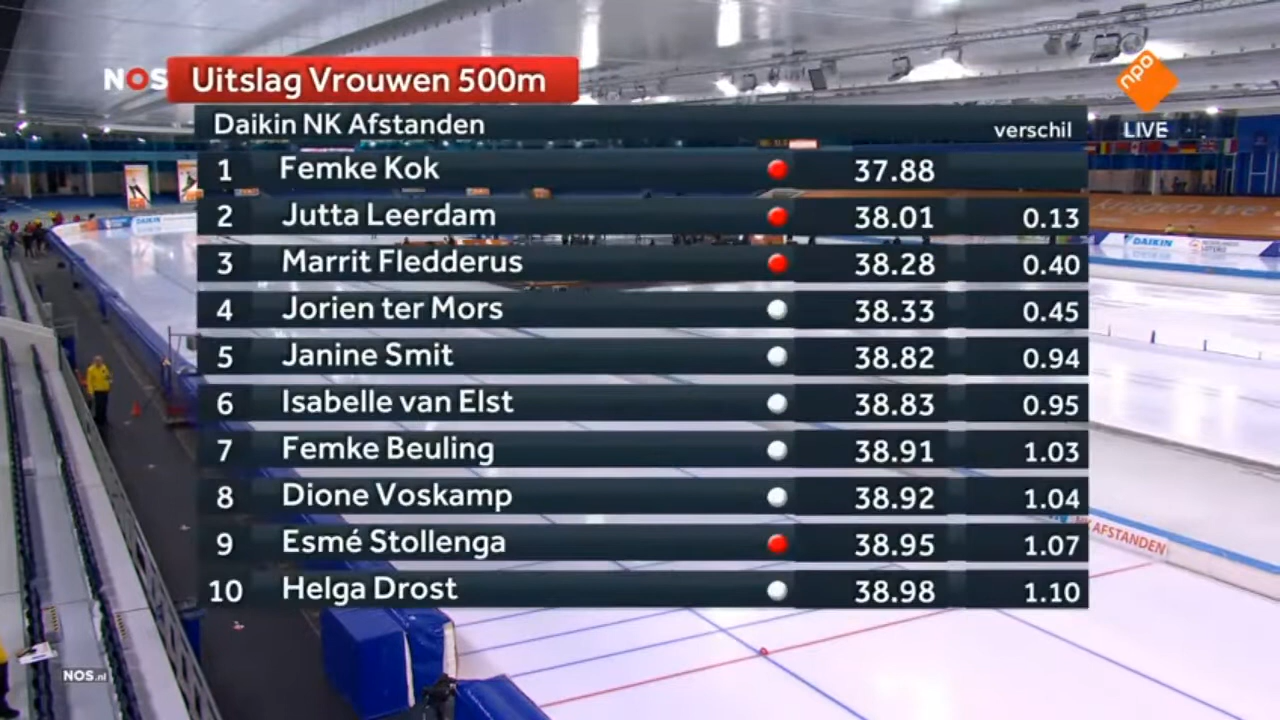 NOS Uitslag Vrouwen 500m
npo
LIVE
Daikin NK Afstanden verschil
1 Femke Kok 37.88
2 Jutta Leerdam 38.01 0.13
3 Marrit Fledderus 38.28 0.40
4 Jorien ter Mors 38.33 0.45
5 Janine Smit 38.82 0.94
6 Isabelle van Elst 38.83 0.95
7 Femke Beuling 38.91 1.03
8 Dione Voskamp 38.92 1.04
9 Esmé Stollenga 38.95 1.07
10 Helga Drost 38.98 1.10
DAIKIN
DAIKIN
NK AFSTANDEN
NOS.nl